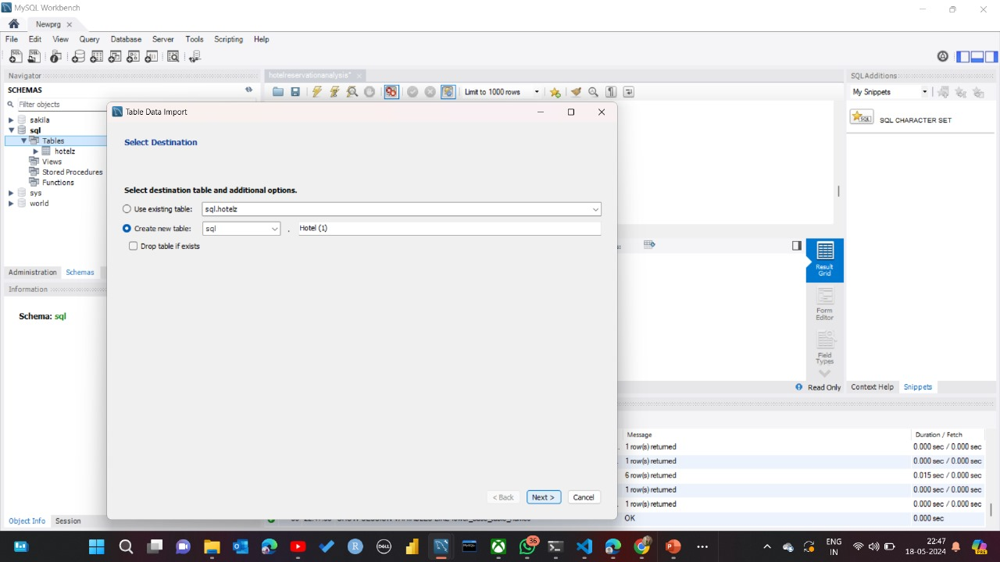 MySQL Workbench
Newprg
File Edit View Query Database Server Tools Scripting Help
Navigator
SCHEMAS
Filter objects
sakila
sql
Tables
hotelz
Views
Stored Procedures
Functions
sys
world
Administration Schemas
Information
Schema: sql
Object Info Session
hotelreservationanalysis*
Limit to 1000 rows
Table Data Import
Select Destination
Select destination table and additional options.
Use existing table: sql.hotelz
Create new table: sql . Hotel (1)
Drop table if exists
< Back Next > Cancel
Result Grid
Form Editor
Field Types
Read Only
SQLAdditions
My Snippets
SQL SQL CHARACTER SET
Context Help Snippets
Message Duration / Fetch
1 row(s) returned 0.000 sec / 0.000 sec
1 row(s) returned 0.000 sec / 0.000 sec
6 row(s) returned 0.015 sec / 0.000 sec
1 row(s) returned 0.000 sec / 0.000 sec
1 row(s) returned 0.000 sec / 0.000 sec
OK 0.000 sec
36
ENG
IN
22:47
18-05-2024